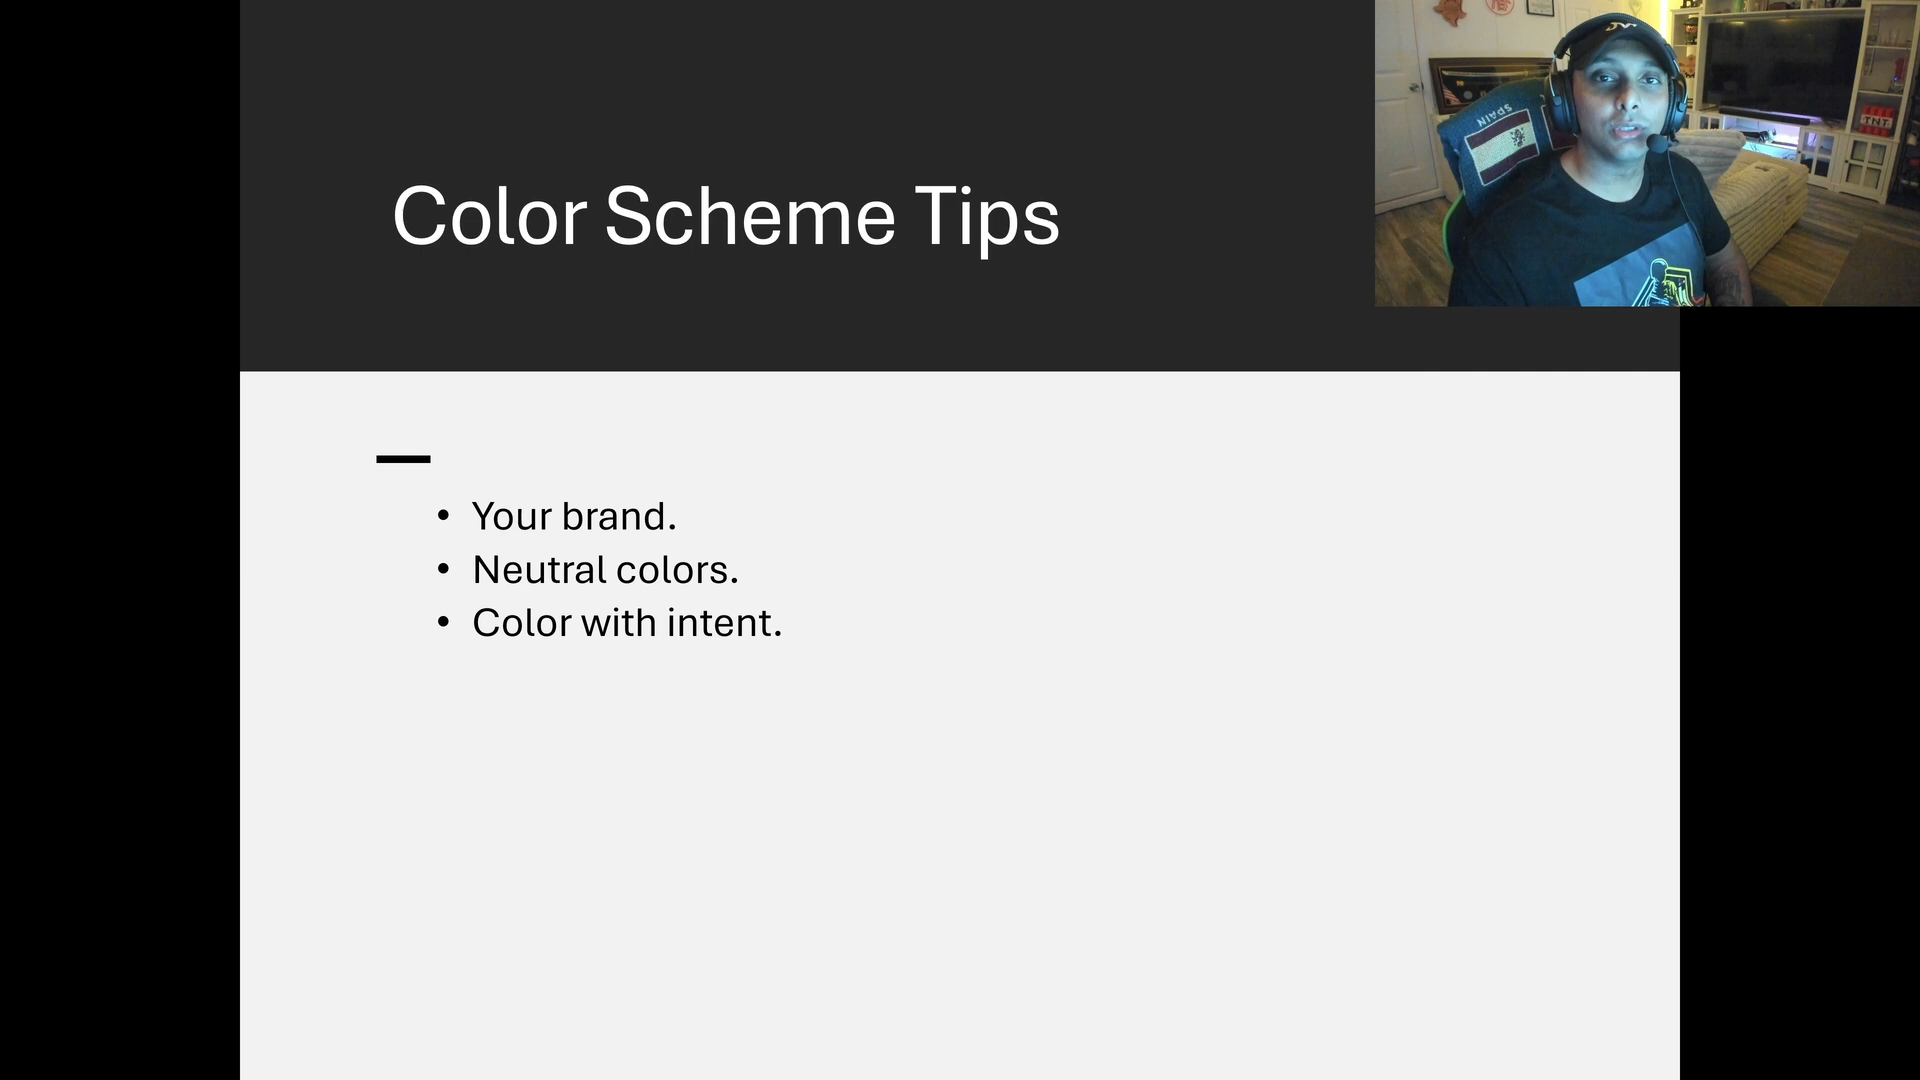 Color Scheme Tips
• Your brand.
• Neutral colors.
• Color with intent.
SPAIN
TNT